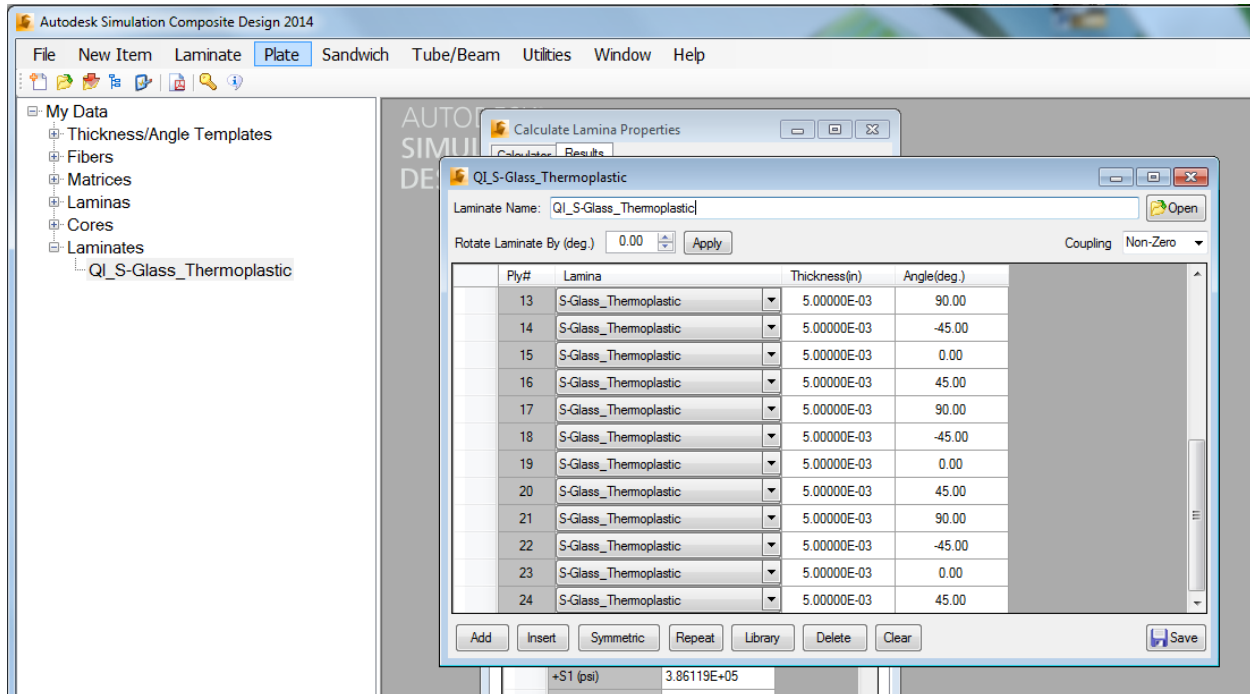 Autodesk Simulation Composite Design 2014
File New Item Laminate Plate Sandwich Tube/Beam Utilities Window Help
My Data
Thickness/Angle Templates
Fibers
Matrices
Laminas
Cores
Laminates
QI_S-Glass_Thermoplastic
Calculate Lamina Properties
Calculator Results
QI_S-Glass_Thermoplastic
Laminate Name: QI_S-Glass_Thermoplastic Open
Rotate Laminate By (deg.) 0.00 Apply Coupling Non-Zero
Ply# Lamina Thickness(in) Angle(deg.)
13 S-Glass_Thermoplastic 5.00000E-03 90.00
14 S-Glass_Thermoplastic 5.00000E-03 -45.00
15 S-Glass_Thermoplastic 5.00000E-03 0.00
16 S-Glass_Thermoplastic 5.00000E-03 45.00
17 S-Glass_Thermoplastic 5.00000E-03 90.00
18 S-Glass_Thermoplastic 5.00000E-03 -45.00
19 S-Glass_Thermoplastic 5.00000E-03 0.00
20 S-Glass_Thermoplastic 5.00000E-03 45.00
21 S-Glass_Thermoplastic 5.00000E-03 90.00
22 S-Glass_Thermoplastic 5.00000E-03 -45.00
23 S-Glass_Thermoplastic 5.00000E-03 0.00
24 S-Glass_Thermoplastic 5.00000E-03 45.00
Add Insert Symmetric Repeat Library Delete Clear Save
+S1 (psi) 3.86119E+05